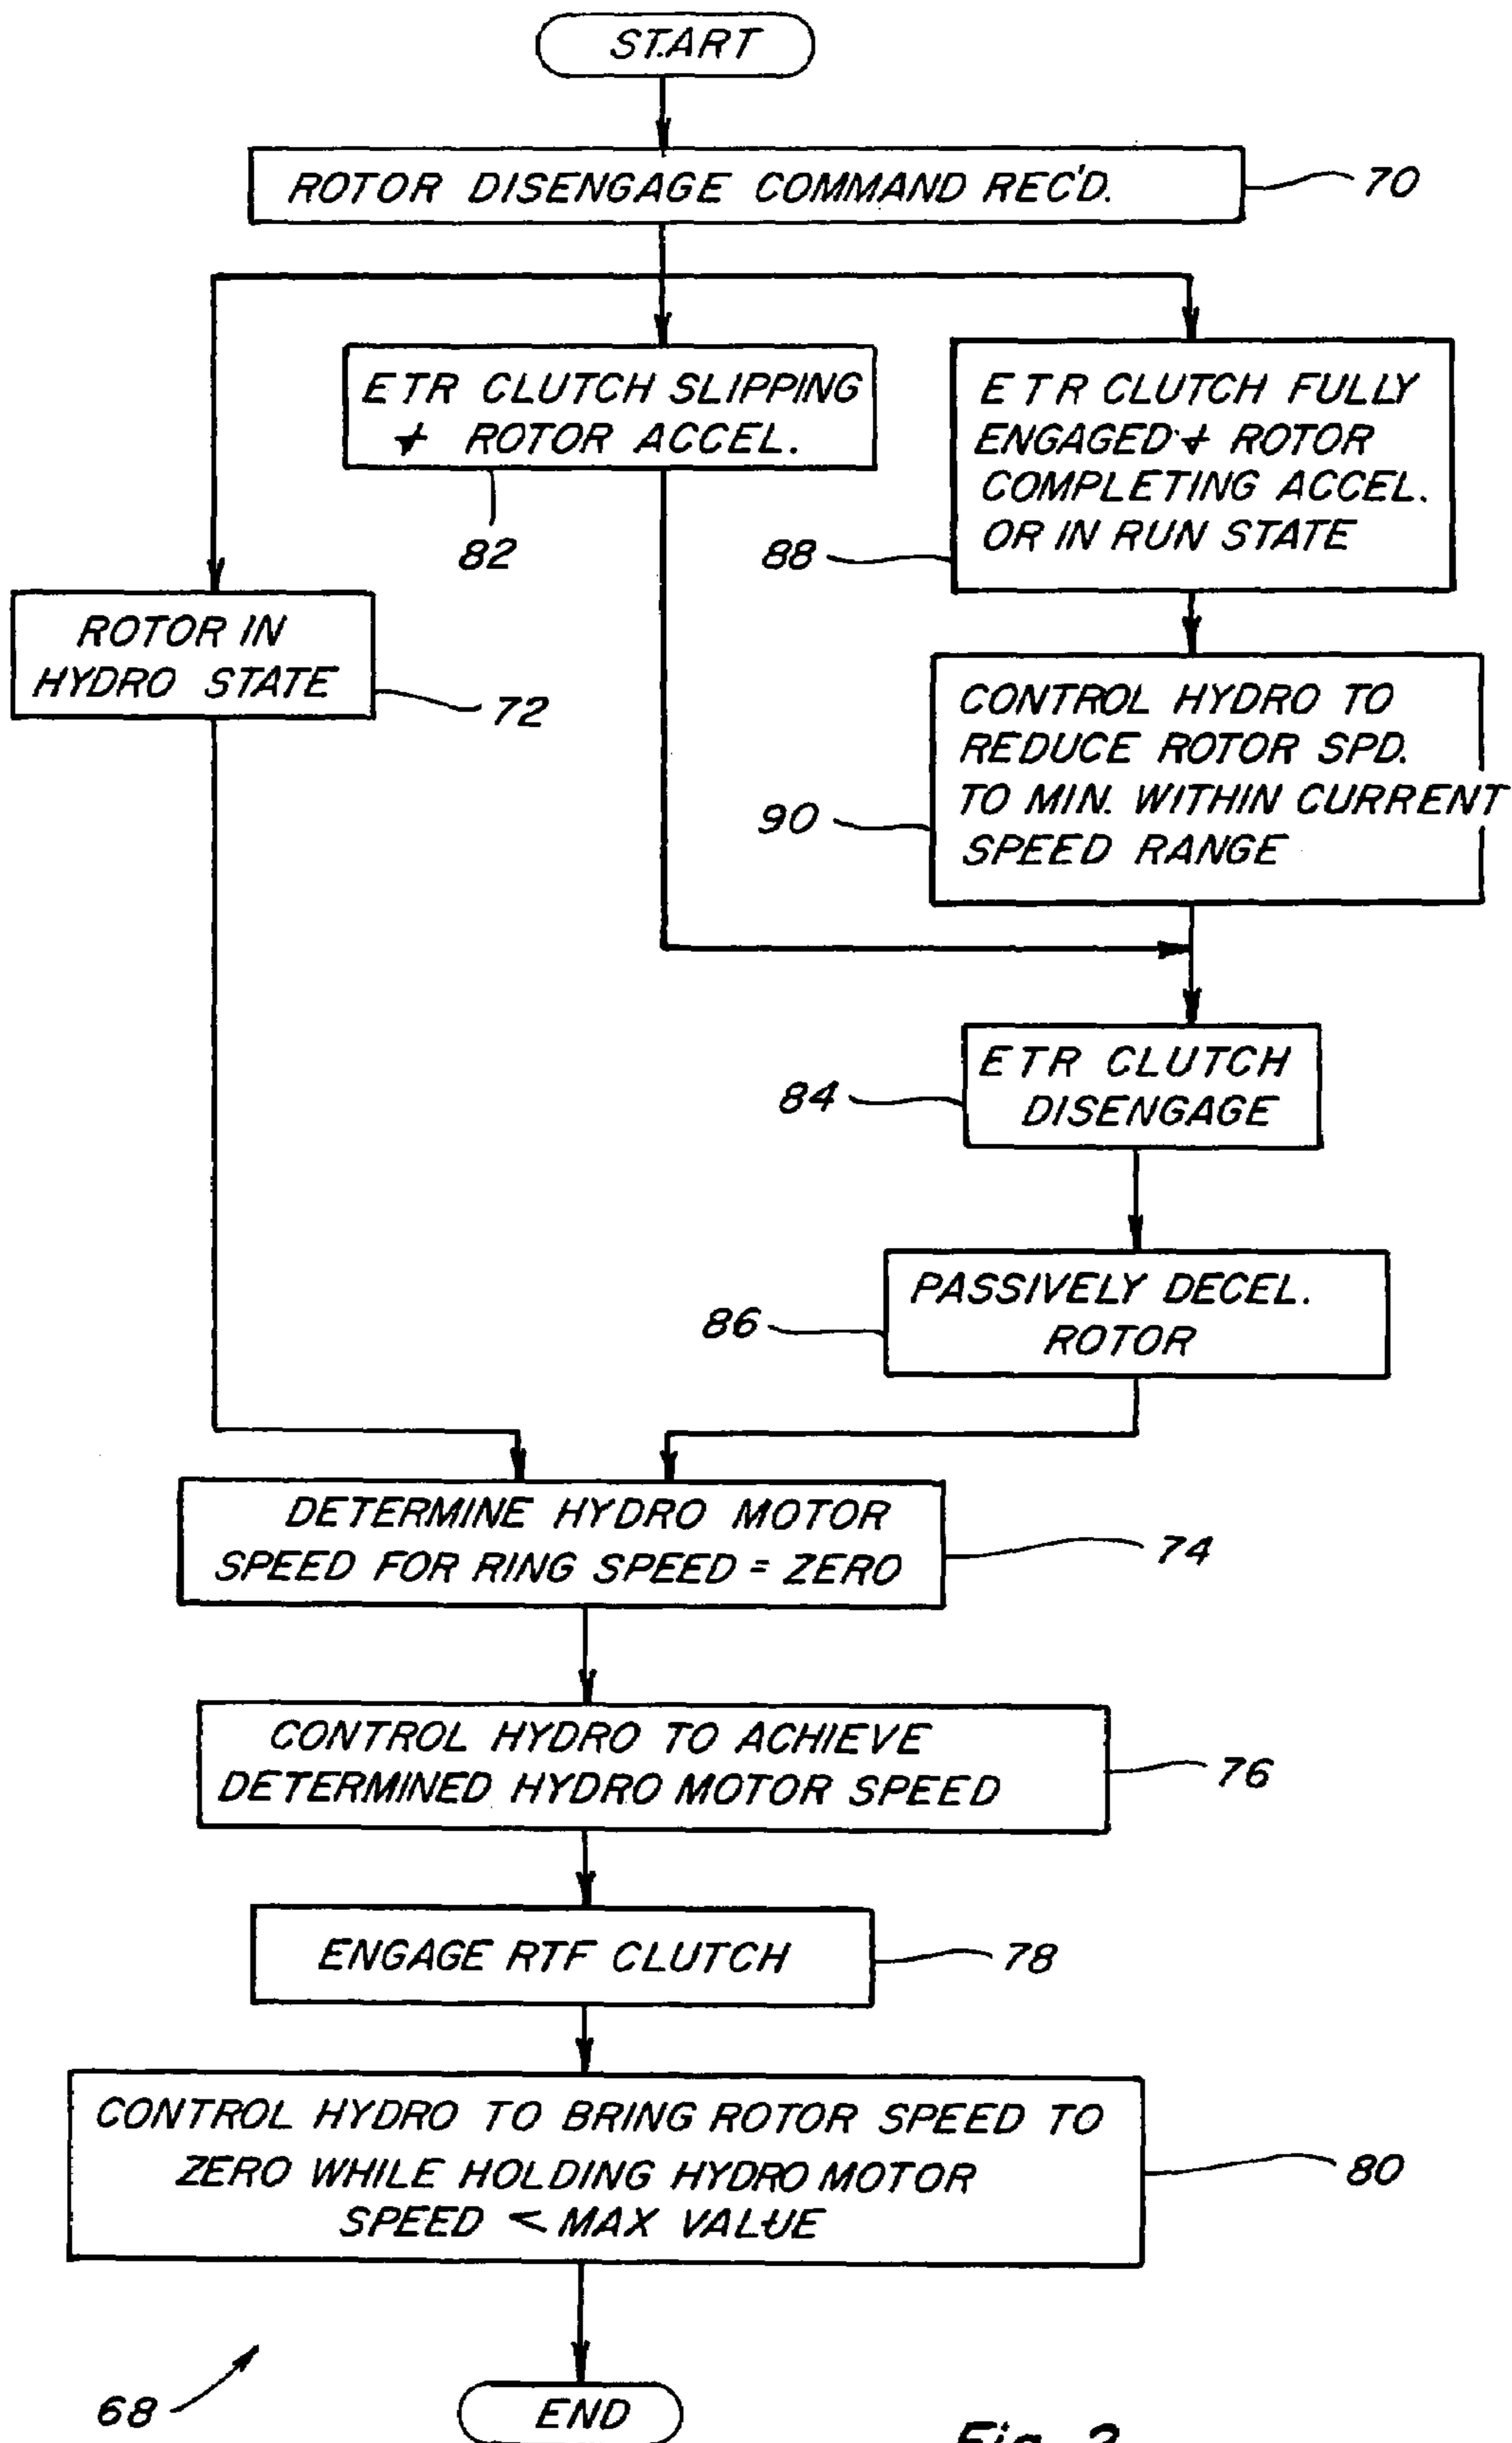 START
ROTOR DISENGAGE COMMAND REC'D.
70
ETR CLUTCH SLIPPING
+ ROTOR ACCEL.
82
ETR CLUTCH FULLY
ENGAGED + ROTOR
COMPLETING ACCEL.
OR IN RUN STATE
88
ROTOR IN
HYDRO STATE
72
CONTROL HYDRO TO
REDUCE ROTOR SPD.
TO MIN. WITHIN CURRENT
SPEED RANGE
90
ETR CLUTCH
DISENGAGE
84
PASSIVELY DECEL.
ROTOR
86
DETERMINE HYDRO MOTOR
SPEED FOR RING SPEED = ZERO
74
CONTROL HYDRO TO ACHIEVE
DETERMINED HYDRO MOTOR SPEED
76
ENGAGE RTF CLUTCH
78
CONTROL HYDRO TO BRING ROTOR SPEED TO
ZERO WHILE HOLDING HYDRO MOTOR
SPEED < MAX VALUE
80
68
END